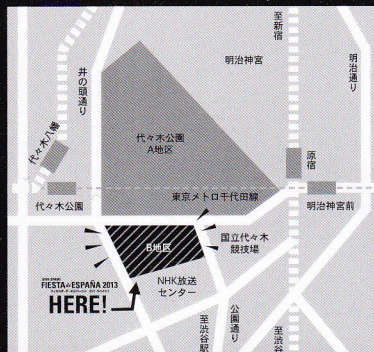 至新宿
明治神宮
明治通り
井の頭通り
代々木公園
A地区
代々木八幡
原宿
東京メトロ千代田線
代々木公園
明治神宮前
B地区
国立代々木
競技場
FIESTA de ESPAÑA 2013
HERE!
NHK放送
センター
公園通り
至渋谷駅
至渋谷